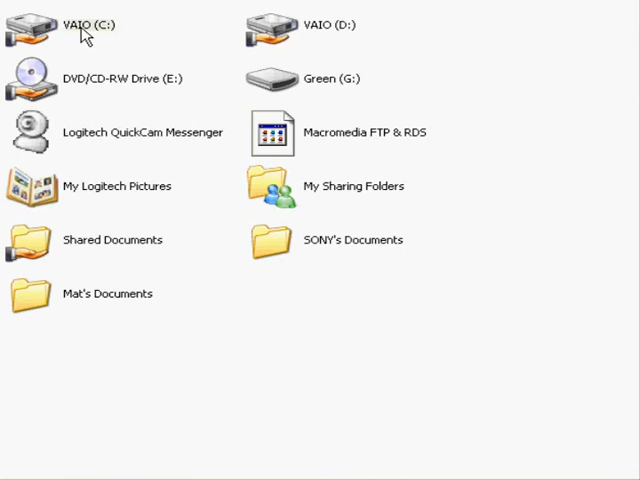 VAIO (C:)
VAIO (D:)
DVD/CD-RW Drive (E:)
Green (G:)
Logitech QuickCam Messenger
Macromedia FTP & RDS
My Logitech Pictures
My Sharing Folders
Shared Documents
SONY's Documents
Mat's Documents